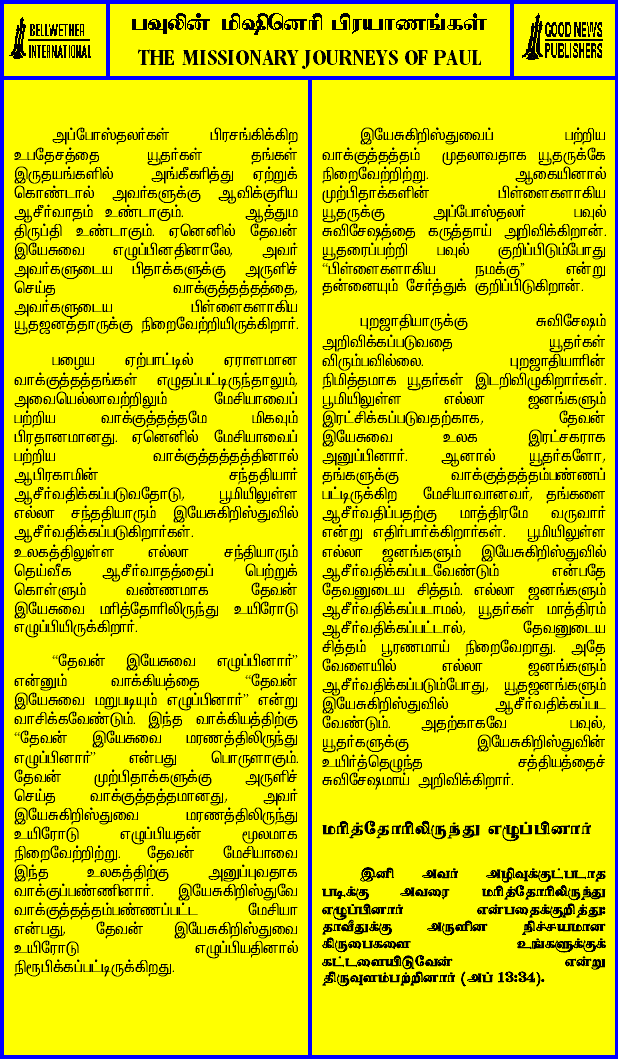 BELLWETHER
INTERNATIONAL
பவுலின் மிஷினெரி பிரயாணங்கள்
THE MISSIONARY JOURNEYS OF PAUL
GOOD NEWS
PUBLISHERS
அப்போஸ்தலர்கள் பிரசங்கிக்கிற
உபதேசத்தை யூதர்கள் தங்கள்
இருதயங்களில் அங்கீகரித்து ஏற்றுக்
கொண்டால் அவர்களுக்கு ஆவிக்குரிய
ஆசீர்வாதம் உண்டாகும். ஆத்தும
திருப்தி உண்டாகும். ஏனெனில் தேவன்
இயேசுவை எழுப்பினதினாலே, அவர்
அவர்களுடைய பிதாக்களுக்கு அருளிச்
செய்த வாக்குத்தத்தத்தை,
அவர்களுடைய பிள்ளைகளாகிய
யூதஜனத்தாருக்கு நிறைவேற்றியிருக்கிறார்.
பழைய ஏற்பாட்டில் ஏராளமான
வாக்குத்தத்தங்கள் எழுதப்பட்டிருந்தாலும்,
அவையெல்லாவற்றிலும் மேசியாவைப்
பற்றிய வாக்குத்தத்தமே மிகவும்
பிரதானமானது. ஏனெனில் மேசியாவைப்
பற்றிய வாக்குத்தத்தத்தினால்
ஆபிரகாமின் சந்ததியார்
ஆசீர்வதிக்கப்படுவதோடு, பூமியிலுள்ள
எல்லா சந்ததியாரும் இயேசுகிறிஸ்துவில்
ஆசீர்வதிக்கப்படுகிறார்கள்.
உலகத்திலுள்ள எல்லா சந்தியாரும்
தெய்வீக ஆசீர்வாதத்தைப் பெற்றுக்
கொள்ளும் வண்ணமாக தேவன்
இயேசுவை மரித்தோரிலிருந்து உயிரோடு
எழுப்பியிருக்கிறார்.
“தேவன் இயேசுவை எழுப்பினார்”
என்னும் வாக்கியத்தை “தேவன்
இயேசுவை மறுபடியும் எழுப்பினார்” என்று
வாசிக்கவேண்டும். இந்த வாக்கியத்திற்கு
“தேவன் இயேசுவை மரணத்திலிருந்து
எழுப்பினார்” என்பது பொருளாகும்.
தேவன் முற்பிதாக்களுக்கு அருளிச்
செய்த வாக்குத்தத்தமானது, அவர்
இயேசுகிறிஸ்துவை மரணத்திலிருந்து
உயிரோடு எழுப்பியதன் மூலமாக
நிறைவேற்றிற்று. தேவன் மேசியாவை
இந்த உலகத்திற்கு அனுப்புவதாக
வாக்குப்பண்ணினார். இயேசுகிறிஸ்துவே
வாக்குத்தத்தம்பண்ணப்பட்ட மேசியா
என்பது, தேவன் இயேசுகிறிஸ்துவை
உயிரோடு எழுப்பியதினால்
நிரூபிக்கப்பட்டிருக்கிறது.
இயேசுகிறிஸ்துவைப் பற்றிய
வாக்குத்தத்தம் முதலாவதாக யூதருக்கே
நிறைவேற்றிற்று. ஆகையினால்
முற்பிதாக்களின் பிள்ளைகளாகிய
யூதருக்கு அப்போஸ்தலர் பவுல்
சுவிசேஷத்தை கருத்தாய் அறிவிக்கிறான்.
யூதரைப்பற்றி பவுல் குறிப்பிடும்போது
“பிள்ளைகளாகிய நமக்கு” என்று
தன்னையும் சேர்த்துக் குறிப்பிடுகிறான்.
புறஜாதியாருக்கு சுவிசேஷம்
அறிவிக்கப்படுவதை யூதர்கள்
விரும்பவில்லை. புறஜாதியாரின்
நிமித்தமாக யூதர்கள் இடறிவிழுகிறார்கள்.
பூமியிலுள்ள எல்லா ஜனங்களும்
இரட்சிக்கப்படுவதற்காக, தேவன்
இயேசுவை உலக இரட்சகராக
அனுப்பினார். ஆனால் யூதர்களோ,
தங்களுக்கு வாக்குத்தத்தம்பண்ணப்
பட்டிருக்கிற மேசியாவானவர், தங்களை
ஆசீர்வதிப்பதற்கு மாத்திரமே வருவார்
என்று எதிர்பார்க்கிறார்கள். பூமியிலுள்ள
எல்லா ஜனங்களும் இயேசுகிறிஸ்துவில்
ஆசீர்வதிக்கப்படவேண்டும் என்பதே
தேவனுடைய சித்தம். எல்லா ஜனங்களும்
ஆசீர்வதிக்கப்படாமல், யூதர்கள் மாத்திரம்
ஆசீர்வதிக்கப்பட்டால், தேவனுடைய
சித்தம் பூரணமாய் நிறைவேறாது. அதே
வேளையில் எல்லா ஜனங்களும்
ஆசீர்வதிக்கப்படும்போது, யூதஜனங்களும்
இயேசுகிறிஸ்துவில் ஆசீர்வதிக்கப்பட
வேண்டும். அதற்காகவே பவுல்,
யூதர்களுக்கு இயேசுகிறிஸ்துவின்
உயிர்த்தெழுந்த சத்தியத்தைச்
சுவிசேஷமாய் அறிவிக்கிறார்.
மரித்தோரிலிருந்து எழுப்பினார்
இனி அவர் அழிவுக்குட்படாத
படிக்கு அவரை மரித்தோரிலிருந்து
எழுப்பினார் என்பதைக்குறித்து:
தாவீதுக்கு அருளின நிச்சயமான
கிருபைகளை உங்களுக்குக்
கட்டளையிடுவேன் என்று
திருவுளம்பற்றினார் (அப் 13:34).